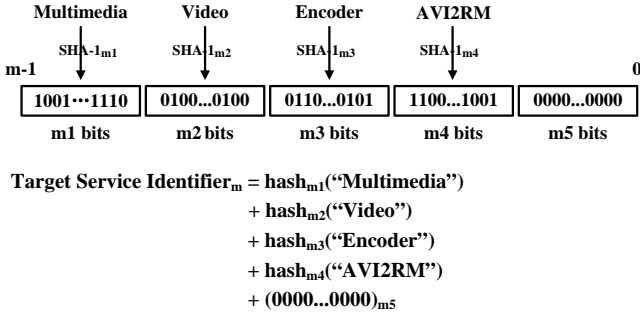 Multimedia Video Encoder AVI2RM
SHA-1m1 SHA-1m2 SHA-1m3 SHA-1m4
m-1 0
1001···1110 0100...0100 0110...0101 1100...1001 0000...0000
m1 bits m2 bits m3 bits m4 bits m5 bits
Target Service Identifierm = hashm1(“Multimedia”)
+ hashm2(“Video”)
+ hashm3(“Encoder”)
+ hashm4(“AVI2RM”)
+ (0000...0000)m5